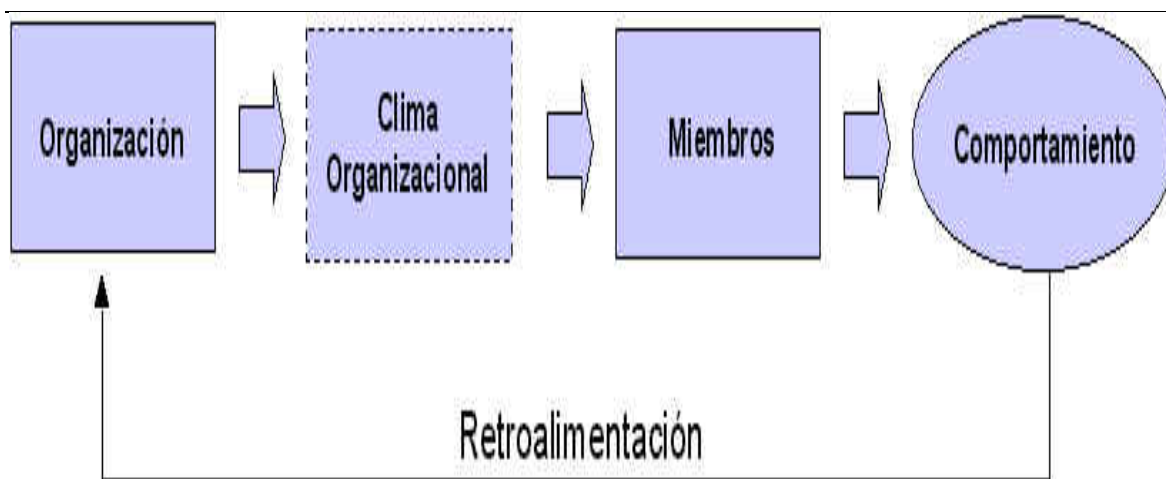 Organización
Clima
Organizacional
Miembros
Comportamiento
Retroalimentación